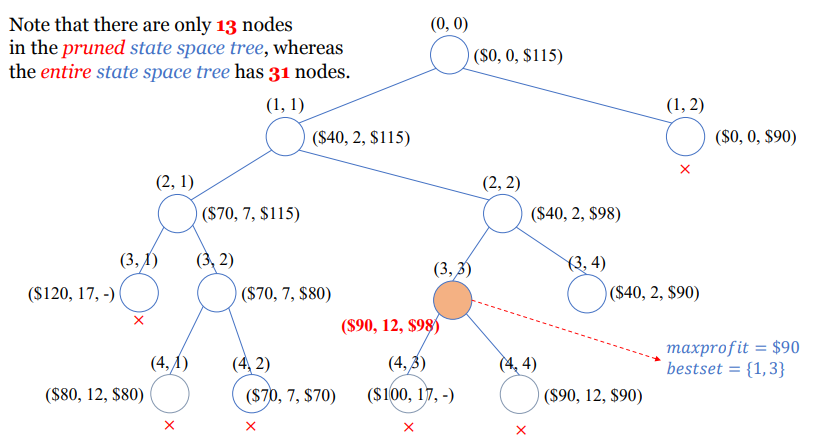 Note that there are only 13 nodes
in the pruned state space tree, whereas
the entire state space tree has 31 nodes.
(0, 0)
($0, 0, $115)
(1, 1)
($40, 2, $115)
(1, 2)
($0, 0, $90)
×
(2, 1)
($70, 7, $115)
(2, 2)
($40, 2, $98)
(3, 1)
($120, 17, -)
×
(3, 2)
($70, 7, $80)
(3, 3)
($90, 12, $98)
(3, 4)
($40, 2, $90)
maxprofit = $90
bestset = {1,3}
(4, 1)
($80, 12, $80)
×
(4, 2)
($70, 7, $70)
×
(4, 3)
($100, 17, -)
×
(4, 4)
($90, 12, $90)
×